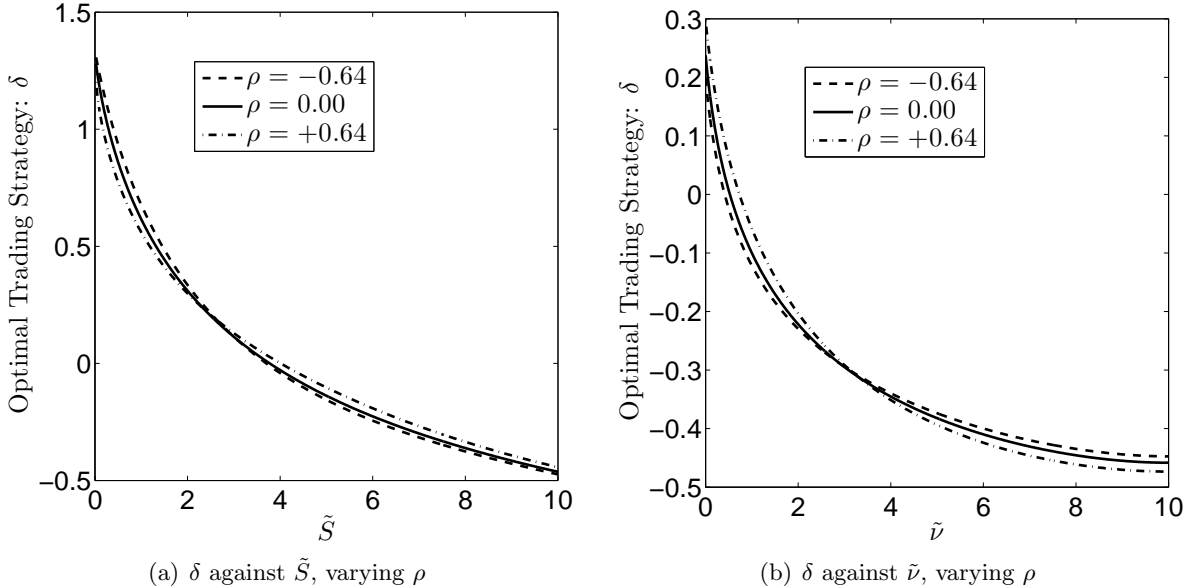 Optimal Trading Strategy: δ
1.5
1
0.5
0
−0.5
ρ = −0.64
ρ = 0.00
ρ = +0.64
0 2 4 6 8 10
S̃
(a) δ against S̃, varying ρ
Optimal Trading Strategy: δ
0.3
0.2
0.1
0
−0.1
−0.2
−0.3
−0.4
−0.5
ρ = −0.64
ρ = 0.00
ρ = +0.64
0 2 4 6 8 10
ν̃
(b) δ against ν̃, varying ρ